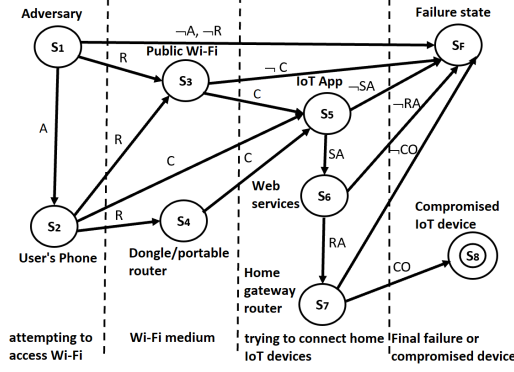 Adversary
Failure state
¬A, ¬R
S1
SF
R
Public Wi-Fi
¬ C
S3
IoT App
¬SA
C
S5
¬RA
A
R
C
SA
¬CO
C
Web
services
S6
S2
R
S4
Compromised
IoT device
User's Phone
Dongle/portable
router
RA
S8
Home
gateway
router
CO
S7
attempting to
access Wi-Fi
Wi-Fi medium
trying to connect home
IoT devices
Final failure or
compromised device